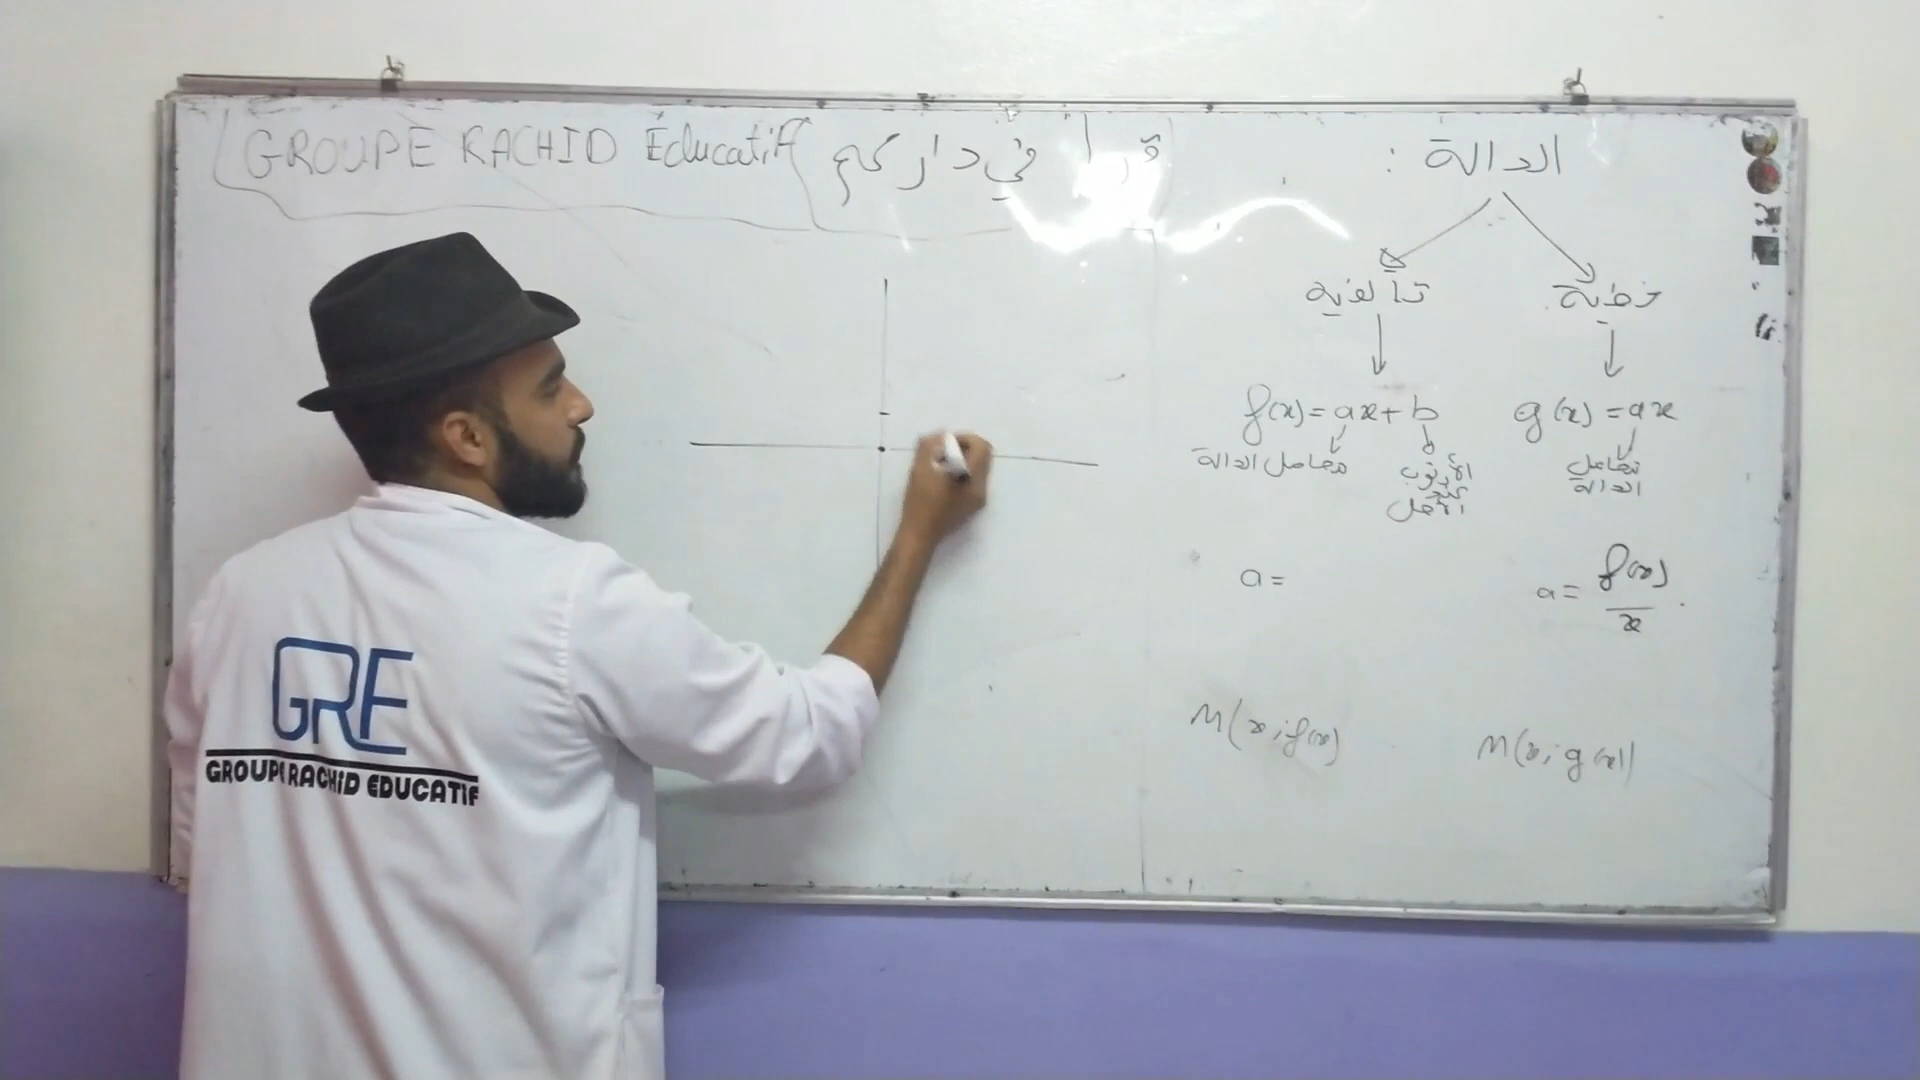 GROUPE RACHID Educatif قرا في داركم
الدالة :
تآلفية
خطية
f(x) = ax + b
g(x) = ax
معامل الدالة
الأرتوب عند الأصل
معامل الدالة
a =
a = f(x)/x
M(x; f(x))
M(x; g(x))
GRE
GROUPE RACHID EDUCATIF